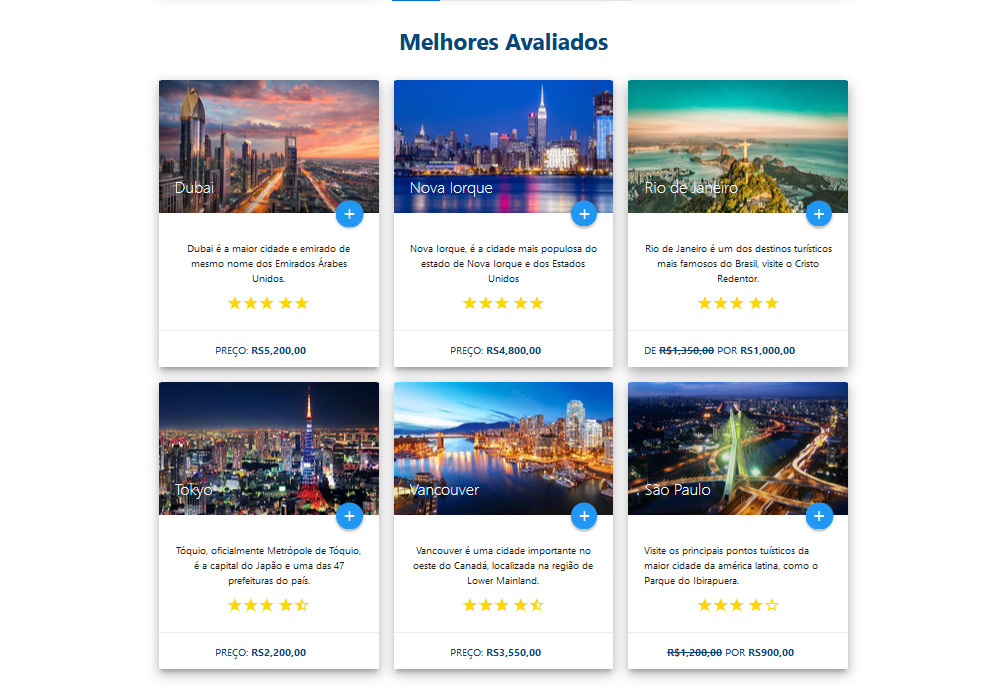 Melhores Avaliados
Dubai
+
Dubai é a maior cidade e emirado de
mesmo nome dos Emirados Árabes
Unidos.
PREÇO: RS5,200,00
Nova Iorque
+
Nova Iorque, é a cidade mais populosa do
estado de Nova Iorque e dos Estados
Unidos
PREÇO: RS4,800,00
Rio de Janeiro
+
Rio de Janeiro é um dos destinos turísticos
mais famosos do Brasil, visite o Cristo
Redentor.
DE R$1,350,00 POR RS1,000,00
Tokyo
+
Tóquio, oficialmente Metrópole de Tóquio,
é a capital do Japão e uma das 47
prefeituras do país.
PREÇO: RS2,200,00
Vancouver
+
Vancouver é uma cidade importante no
oeste do Canadá, localizada na região de
Lower Mainland.
PREÇO: RS3,550,00
São Paulo
+
Visite os principais pontos tuísticos da
maior cidade da américa latina, como o
Parque do Ibirapuera.
R$1,200,00 POR RS900,00